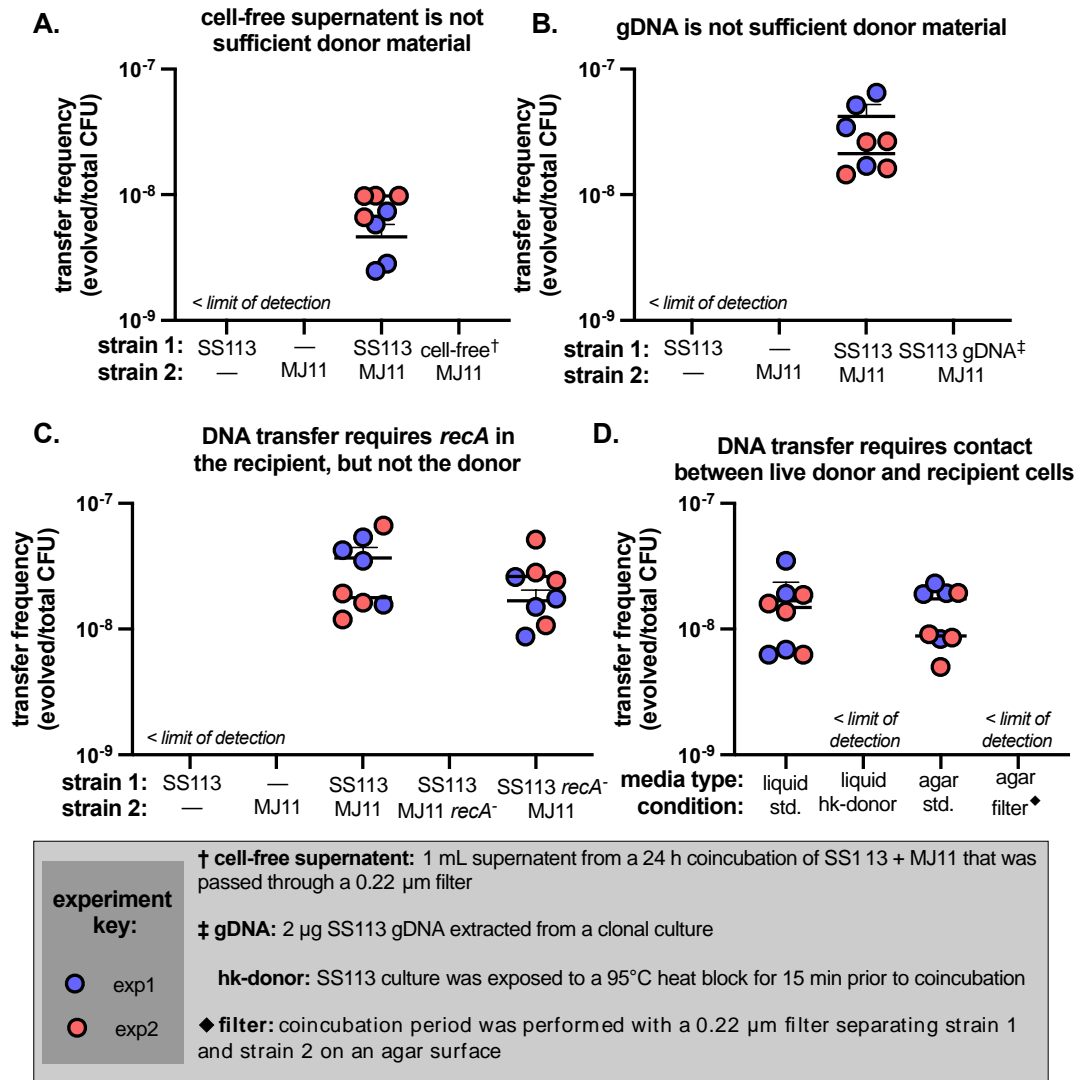 A.
cell-free supernatent is not
sufficient donor material
transfer frequency
(evolved/total CFU)
10-7
10-8
10-9
< limit of detection
strain 1: SS113 — SS113 cell-free†
strain 2: — MJ11 MJ11 MJ11
B.
gDNA is not sufficient donor material
transfer frequency
(evolved/total CFU)
10-7
10-8
10-9
< limit of detection
strain 1: SS113 — SS113 SS113 gDNA‡
strain 2: — MJ11 MJ11 MJ11
C.
DNA transfer requires recA in
the recipient, but not the donor
transfer frequency
(evolved/total CFU)
10-7
10-8
10-9
< limit of detection
strain 1: SS113 — SS113 SS113 SS113 recA-
strain 2: — MJ11 MJ11 MJ11 recA- MJ11
D.
DNA transfer requires contact
between live donor and recipient cells
transfer frequency
(evolved/total CFU)
10-7
10-8
10-9
< limit of
detection
< limit of
detection
media type: liquid liquid agar agar
condition: std. hk-donor std. filter◆
experiment
key:
exp1
exp2
† cell-free supernatent: 1 mL supernatent from a 24 h coincubation of SS1 13 + MJ11 that was
passed through a 0.22 µm filter
‡ gDNA: 2 µg SS113 gDNA extracted from a clonal culture
hk-donor: SS113 culture was exposed to a 95°C heat block for 15 min prior to coincubation
◆ filter: coincubation period was performed with a 0.22 µm filter separating strain 1
and strain 2 on an agar surface